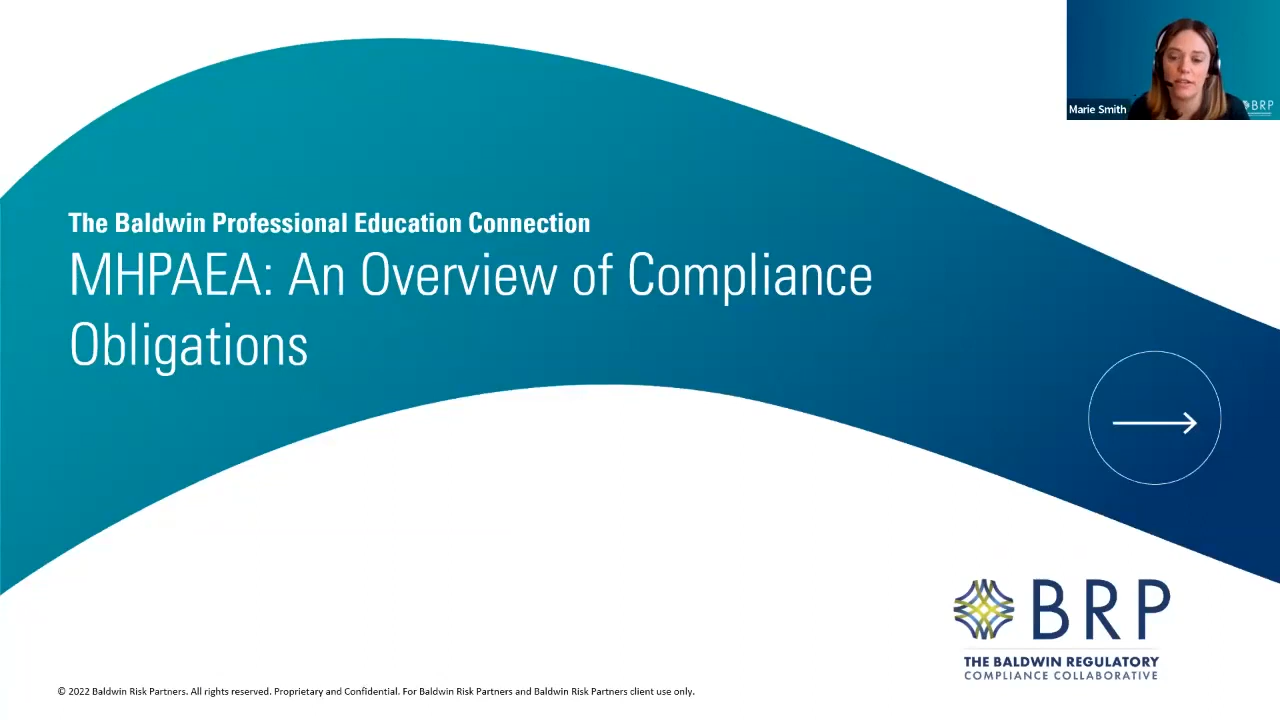 Marie Smith
BRP
The Baldwin Professional Education Connection
MHPAEA: An Overview of Compliance
Obligations
BRP
THE BALDWIN REGULATORY
COMPLIANCE COLLABORATIVE
© 2022 Baldwin Risk Partners. All rights reserved. Proprietary and Confidential. For Baldwin Risk Partners and Baldwin Risk Partners client use only.